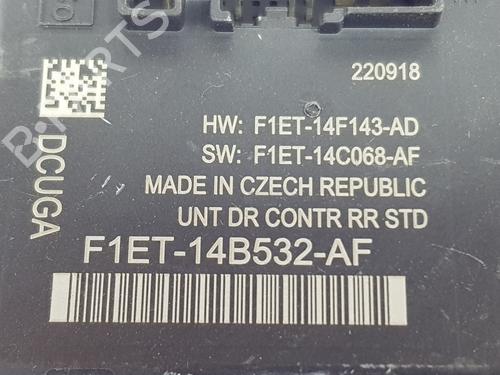 220918
HW: F1ET-14F143-AD
SW: F1ET-14C068-AF
MADE IN CZECH REPUBLIC
UNT DR CONTR RR STD
DCUGA
F1ET-14B532-AF
B-PARTS